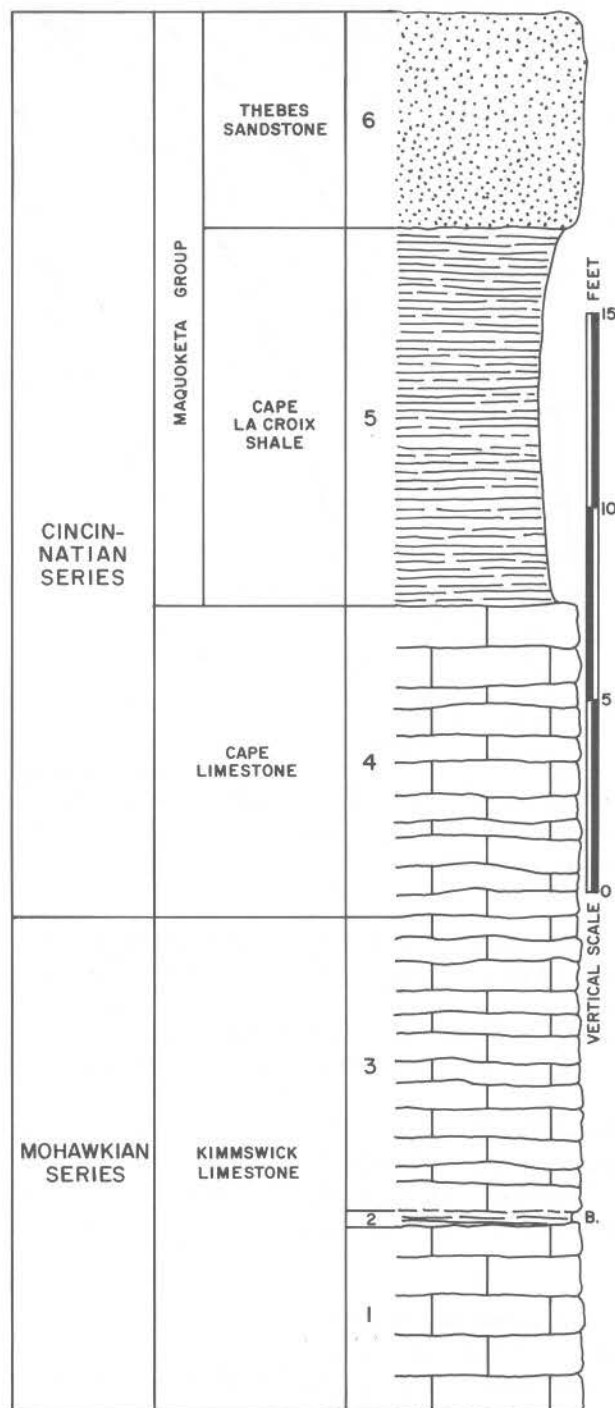 THEBES
SANDSTONE
6
MAQUOKETA GROUP
CAPE
LA CROIX
SHALE
5
CINCIN-
NATIAN
SERIES
CAPE
LIMESTONE
4
MOHAWKIAN
SERIES
KIMMSWICK
LIMESTONE
3
2
B.
1
FEET
15
10
5
0
VERTICAL SCALE